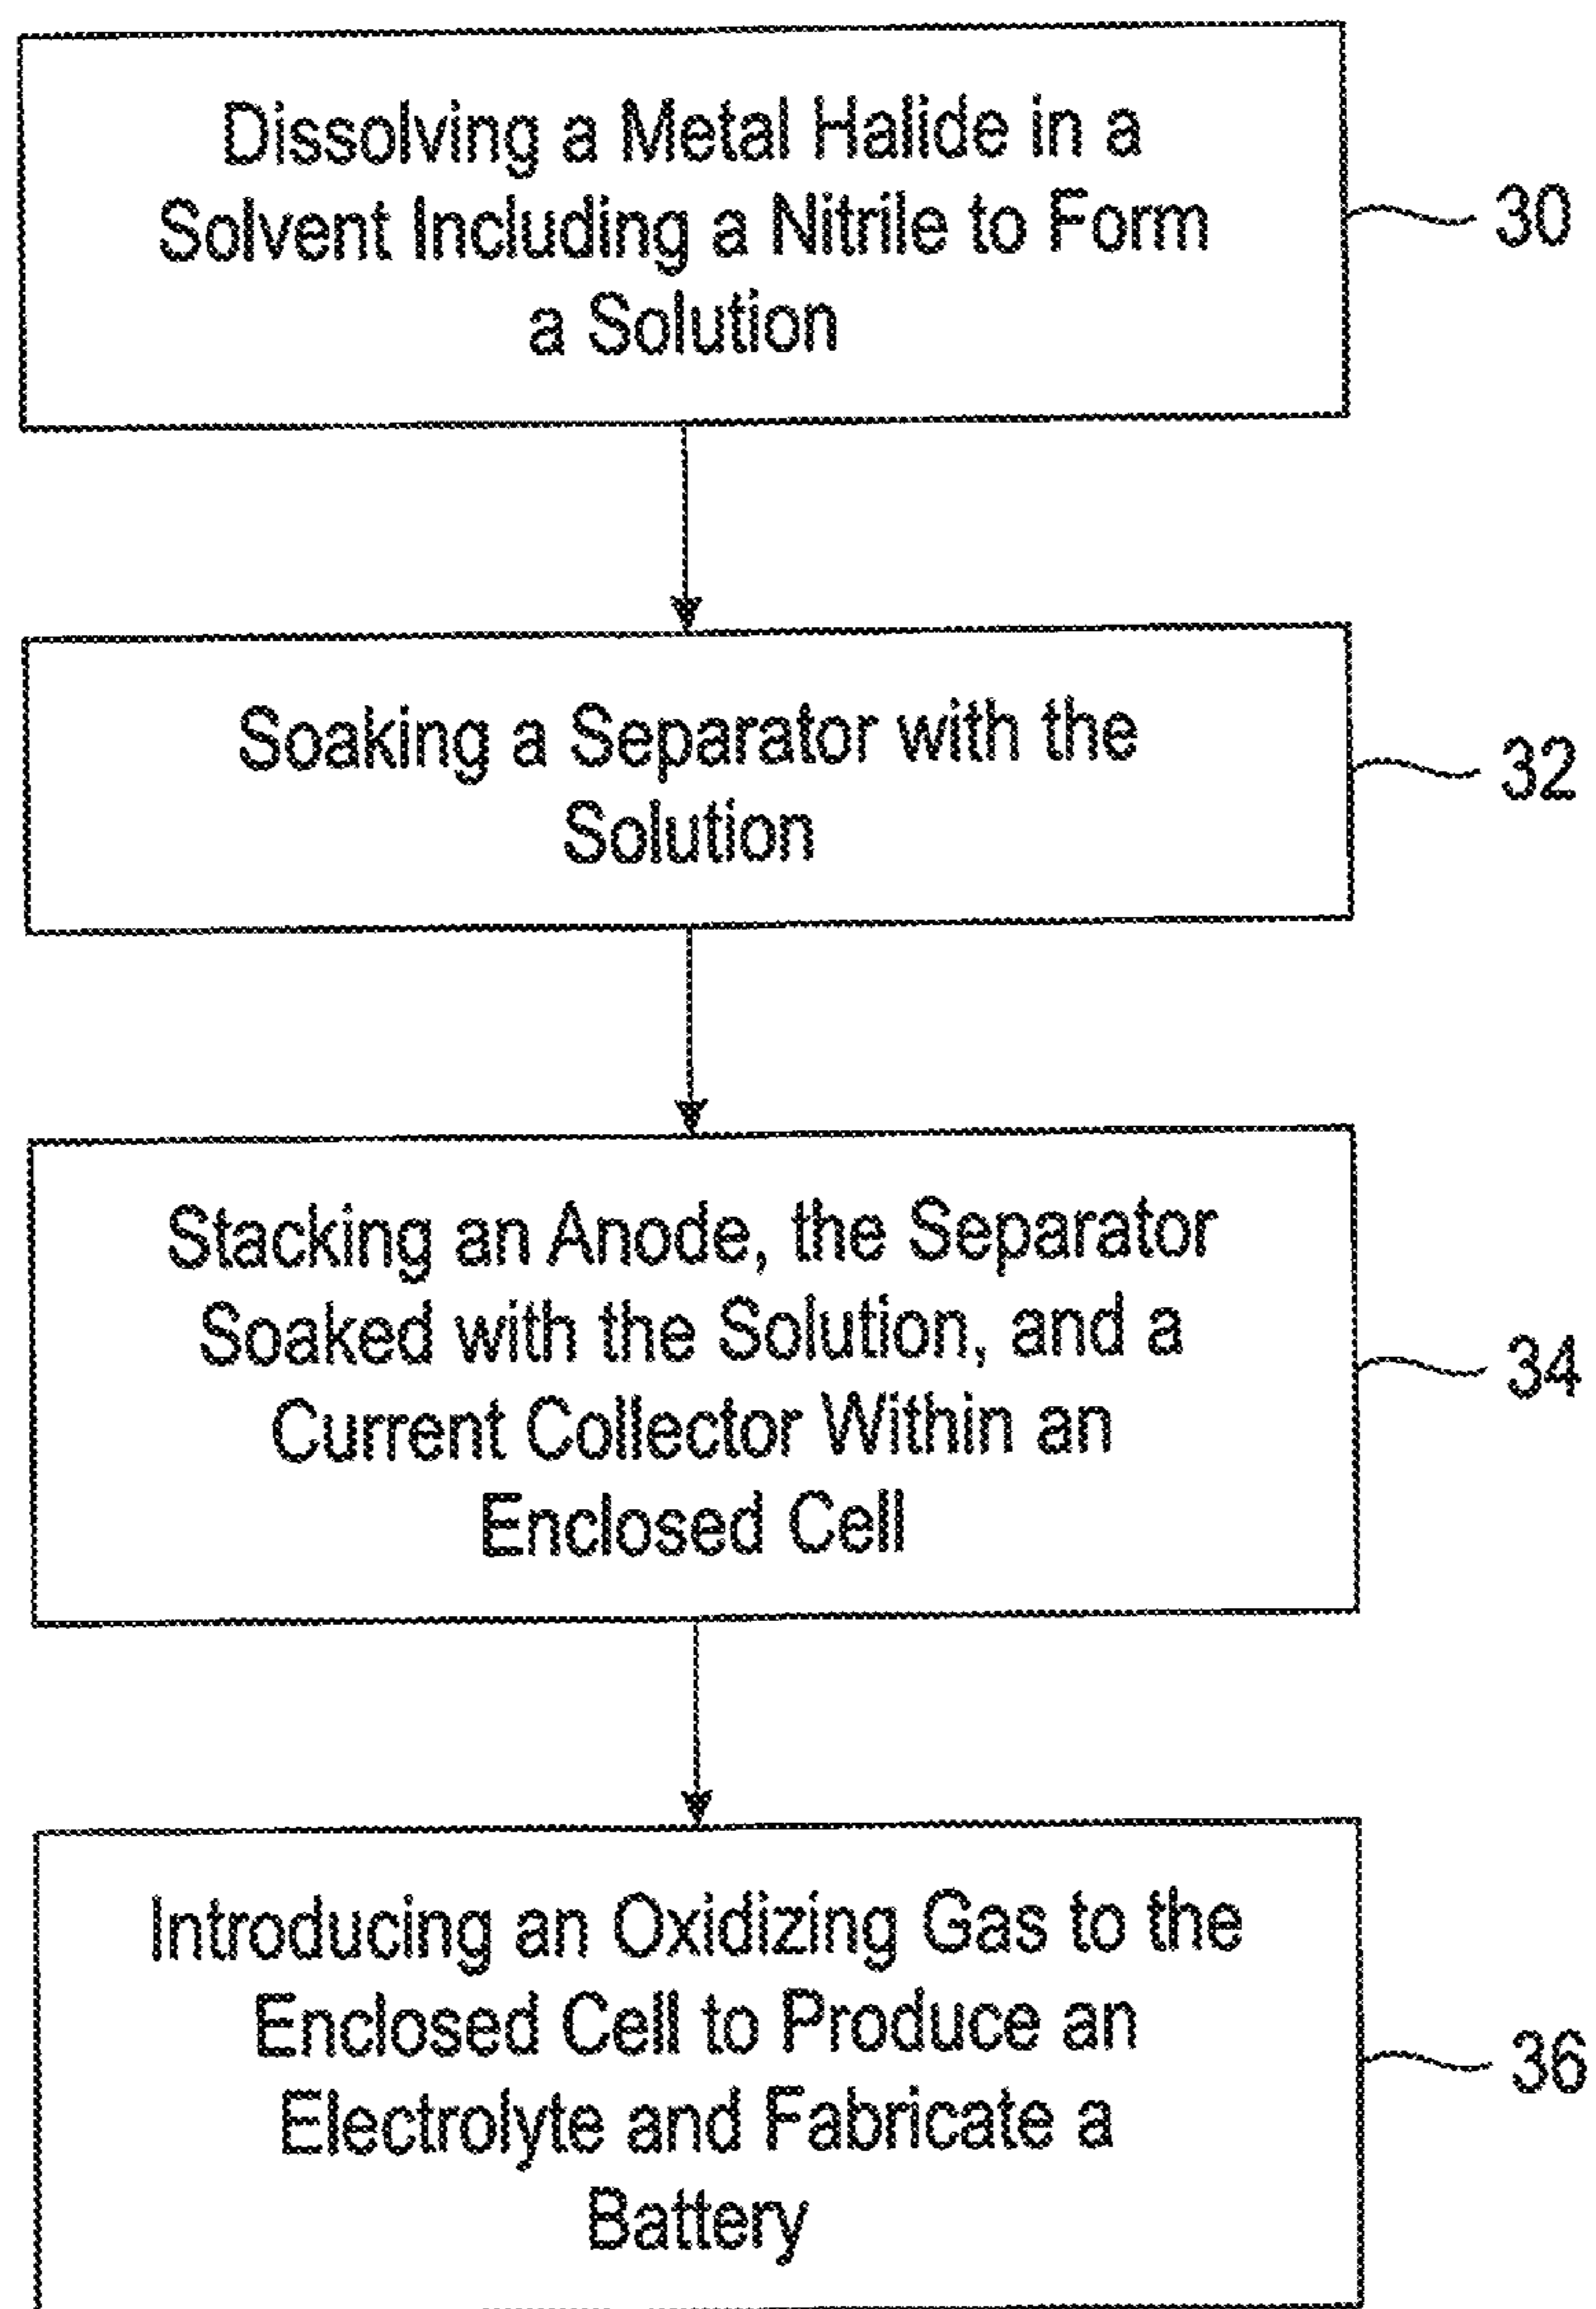 Dissolving a Metal Halide in a
Solvent Including a Nitrile to Form
a Solution
30
Soaking a Separator with the
Solution
32
Stacking an Anode, the Separator
Soaked with the Solution, and a
Current Collector Within an
Enclosed Cell
34
Introducing an Oxidizing Gas to the
Enclosed Cell to Produce an
Electrolyte and Fabricate a
Battery
36